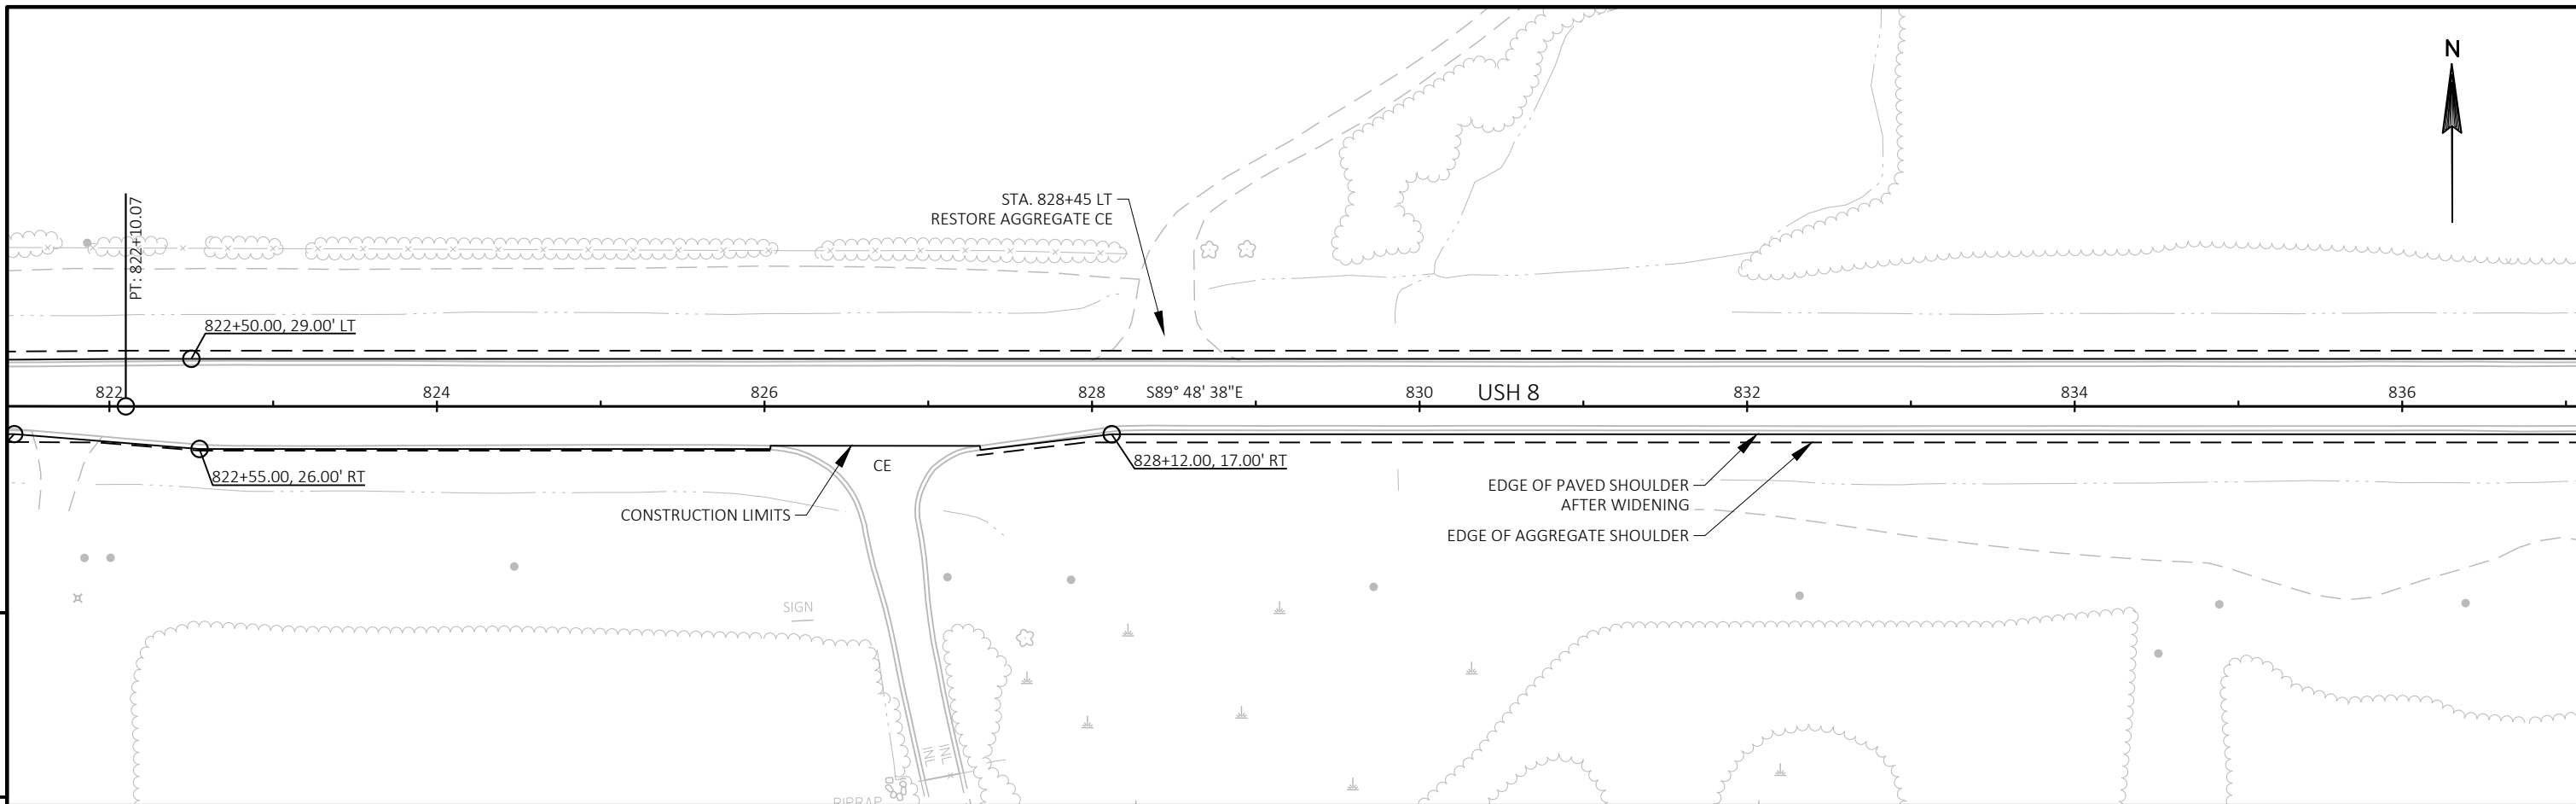 N
STA. 828+45 LT
RESTORE AGGREGATE CE
PT: 822+10.07
822+50.00, 29.00' LT
822
824
826
828
S89° 48' 38"E
830
USH 8
832
834
836
822+55.00, 26.00' RT
CE
828+12.00, 17.00' RT
CONSTRUCTION LIMITS
EDGE OF PAVED SHOULDER
AFTER WIDENING
EDGE OF AGGREGATE SHOULDER
SIGN
INL
INL
RIPRAP